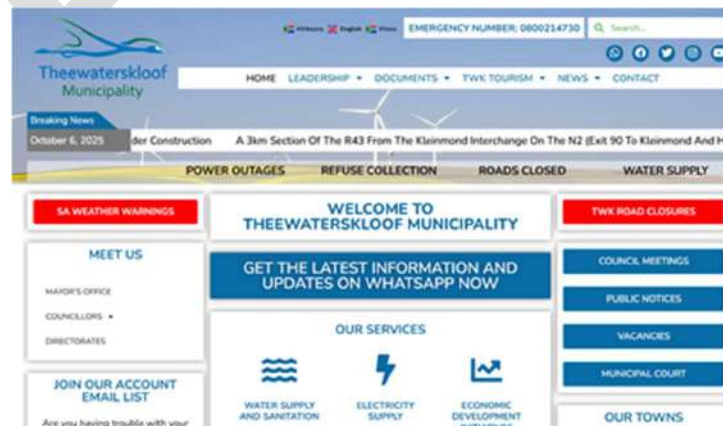 Afrikaans English Xhosa EMERGENCY NUMBER: 0800214730 Search...
Theewaterskloof
Municipality
HOME LEADERSHIP DOCUMENTS TWK TOURISM NEWS CONTACT
Breaking News
October 6, 2025 der Construction A 3km Section Of The R43 From The Kleinmond Interchange On The N2 (Exit 90 To Kleinmond And H
POWER OUTAGES REFUSE COLLECTION ROADS CLOSED WATER SUPPLY
SA WEATHER WARNINGS
WELCOME TO
THEEWATERSKLOOF MUNICIPALITY
TWK ROAD CLOSURES
MEET US
MAYOR'S OFFICE
COUNCILLORS
DIRECTORATES
GET THE LATEST INFORMATION AND
UPDATES ON WHATSAPP NOW
COUNCIL MEETINGS
PUBLIC NOTICES
VACANCIES
MUNICIPAL COURT
OUR SERVICES
WATER SUPPLY
AND SANITATION
ELECTRICITY
SUPPLY
ECONOMIC
DEVELOPMENT
JOIN OUR ACCOUNT
EMAIL LIST
Are you having trouble with your
OUR TOWNS